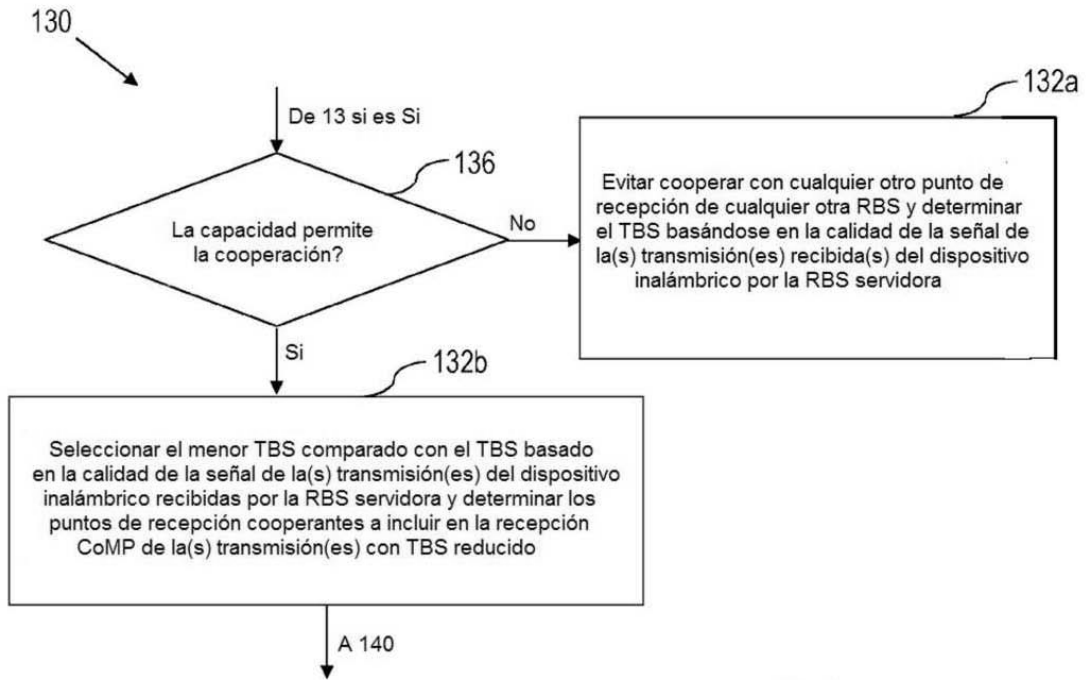 130
132a
De 13 si es Si
136
La capacidad permite
la cooperación?
No
Evitar cooperar con cualquier otro punto de
recepción de cualquier otra RBS y determinar
el TBS basándose en la calidad de la señal de
la(s) transmisión(es) recibida(s) del dispositivo
inalámbrico por la RBS servidora
Si
132b
Seleccionar el menor TBS comparado con el TBS basado
en la calidad de la señal de la(s) transmisión(es) del dispositivo
inalámbrico recibidas por la RBS servidora y determinar los
puntos de recepción cooperantes a incluir en la recepción
CoMP de la(s) transmisión(es) con TBS reducido
A 140